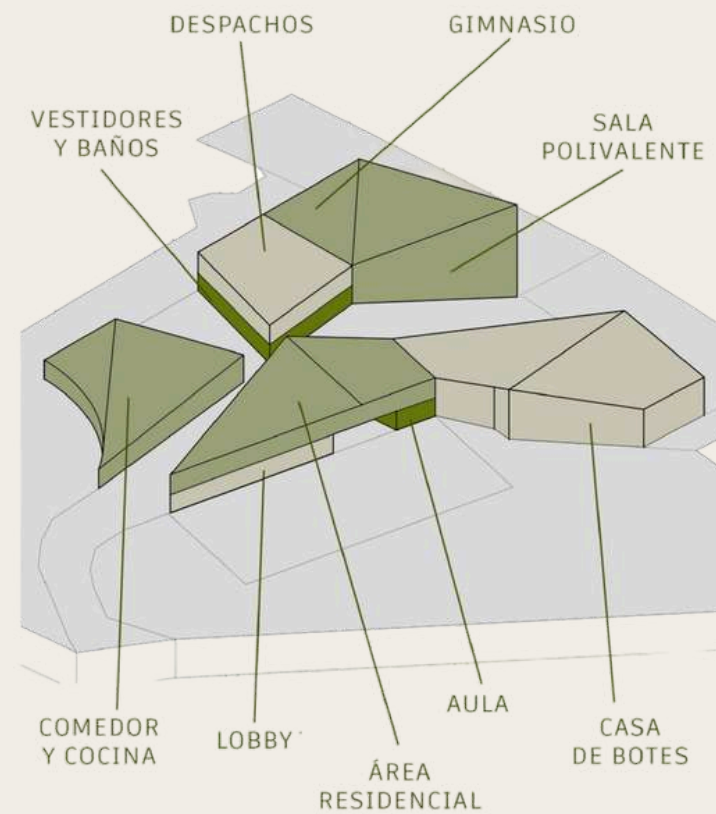 DESPACHOS
GIMNASIO
VESTIDORES
Y BAÑOS
SALA
POLIVALENTE
COMEDOR
Y COCINA
LOBBY
ÁREA
RESIDENCIAL
AULA
CASA
DE BOTES